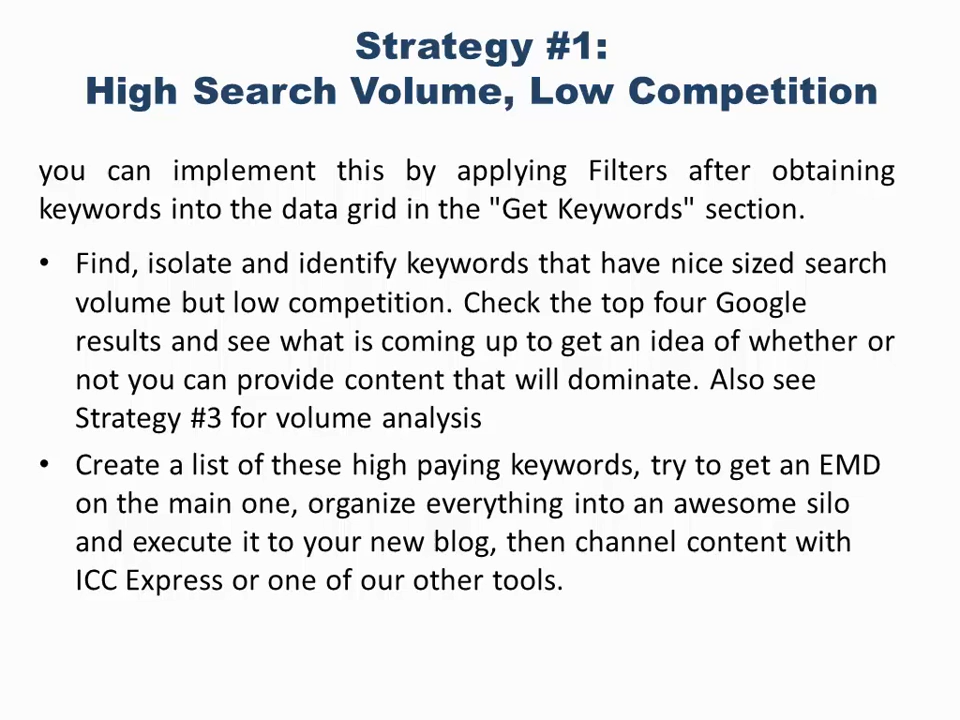 Strategy #1:
High Search Volume, Low Competition
you can implement this by applying Filters after obtaining
keywords into the data grid in the "Get Keywords" section.
• Find, isolate and identify keywords that have nice sized search
volume but low competition. Check the top four Google
results and see what is coming up to get an idea of whether or
not you can provide content that will dominate. Also see
Strategy #3 for volume analysis
• Create a list of these high paying keywords, try to get an EMD
on the main one, organize everything into an awesome silo
and execute it to your new blog, then channel content with
ICC Express or one of our other tools.